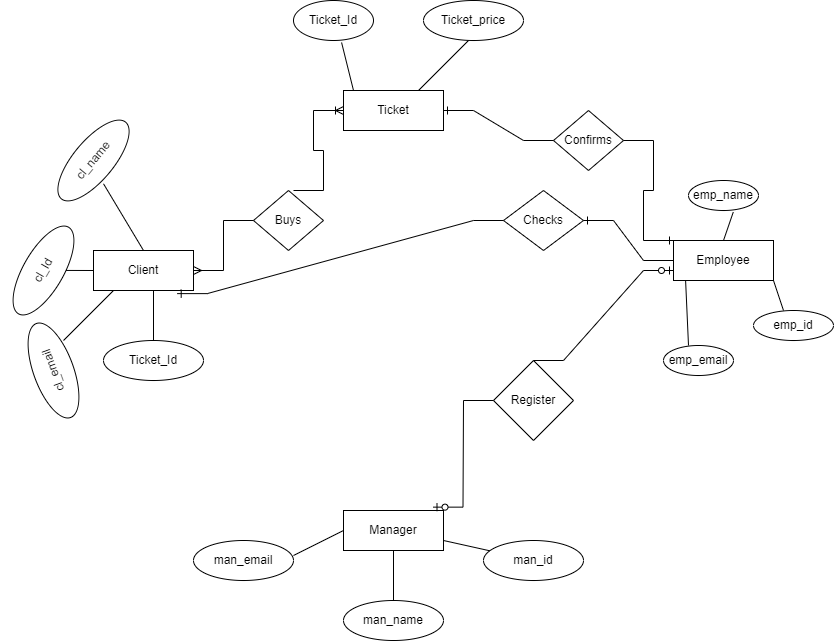 Ticket_Id
Ticket_price
Ticket
Confirms
cl_name
emp_name
Buys
Checks
Client
Employee
cl_Id
emp_id
cl_email
Ticket_Id
emp_email
Register
Manager
man_email
man_id
man_name